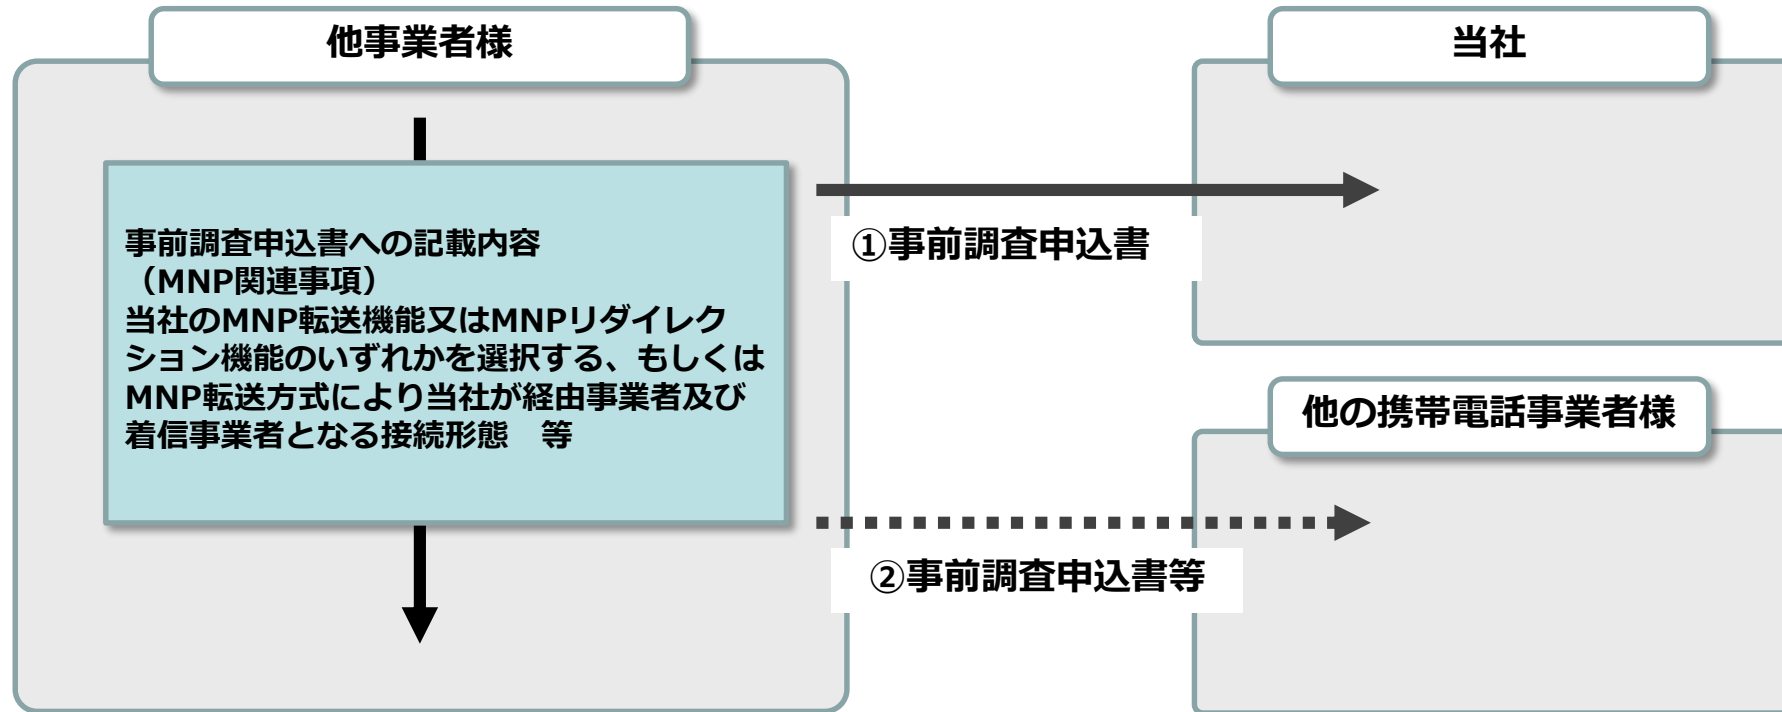 他事業者様
当社
事前調査申込書への記載内容
（MNP関連事項）
当社のMNP転送機能又はMNPリダイレク
ション機能のいずれかを選択する、もしくは
MNP転送方式により当社が経由事業者及び
着信事業者となる接続形態　等
①事前調査申込書
他の携帯電話事業者様
②事前調査申込書等